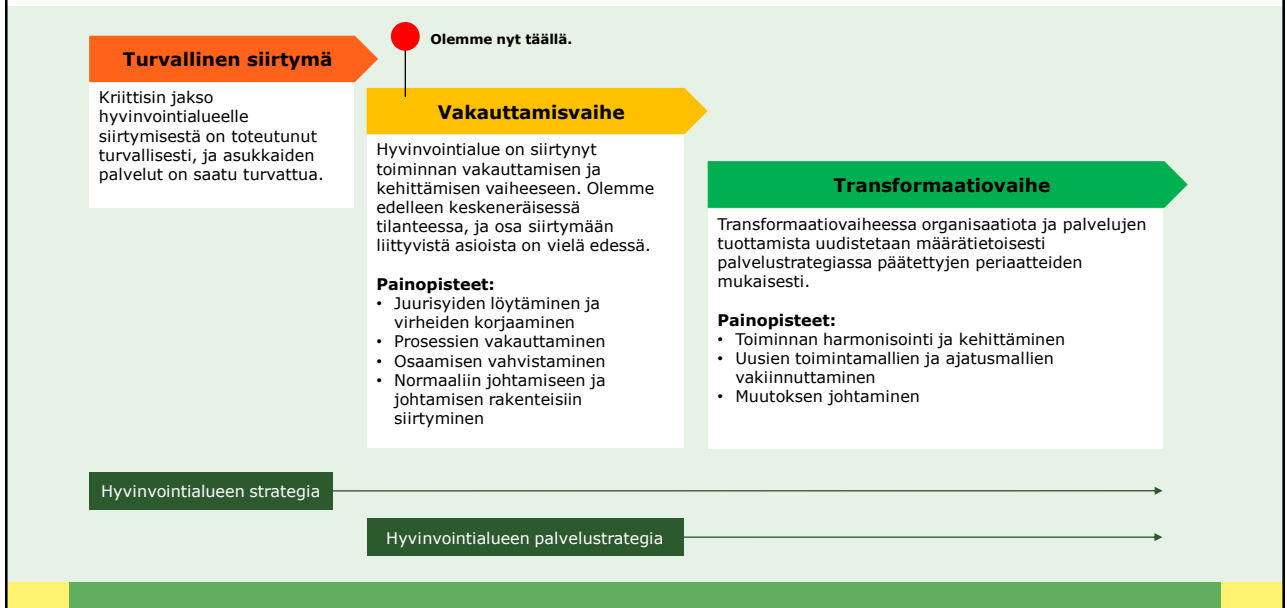 Olemme nyt täällä.
Turvallinen siirtymä
Kriittisin jakso
hyvinvointialueelle
siirtymisestä on toteutunut
turvallisesti, ja asukkaiden
palvelut on saatu turvattua.
Vakauttamisvaihe
Hyvinvointialue on siirtynyt
toiminnan vakauttamisen ja
kehittämisen vaiheeseen. Olemme
edelleen keskeneräisessä
tilanteessa, ja osa siirtymään
liittyvistä asioista on vielä edessä.
Painopisteet:
• Juurisyiden löytäminen ja
virheiden korjaaminen
• Prosessien vakauttaminen
• Osaamisen vahvistaminen
• Normaaliin johtamiseen ja
johtamisen rakenteisiin
siirtyminen
Transformaatiovaihe
Transformaatiovaiheessa organisaatiota ja palvelujen
tuottamista uudistetaan määrätietoisesti
palvelustrategiassa päätettyjen periaatteiden
mukaisesti.
Painopisteet:
• Toiminnan harmonisointi ja kehittäminen
• Uusien toimintamallien ja ajatusmallien
vakiinnuttaminen
• Muutoksen johtaminen
Hyvinvointialueen strategia
Hyvinvointialueen palvelustrategia